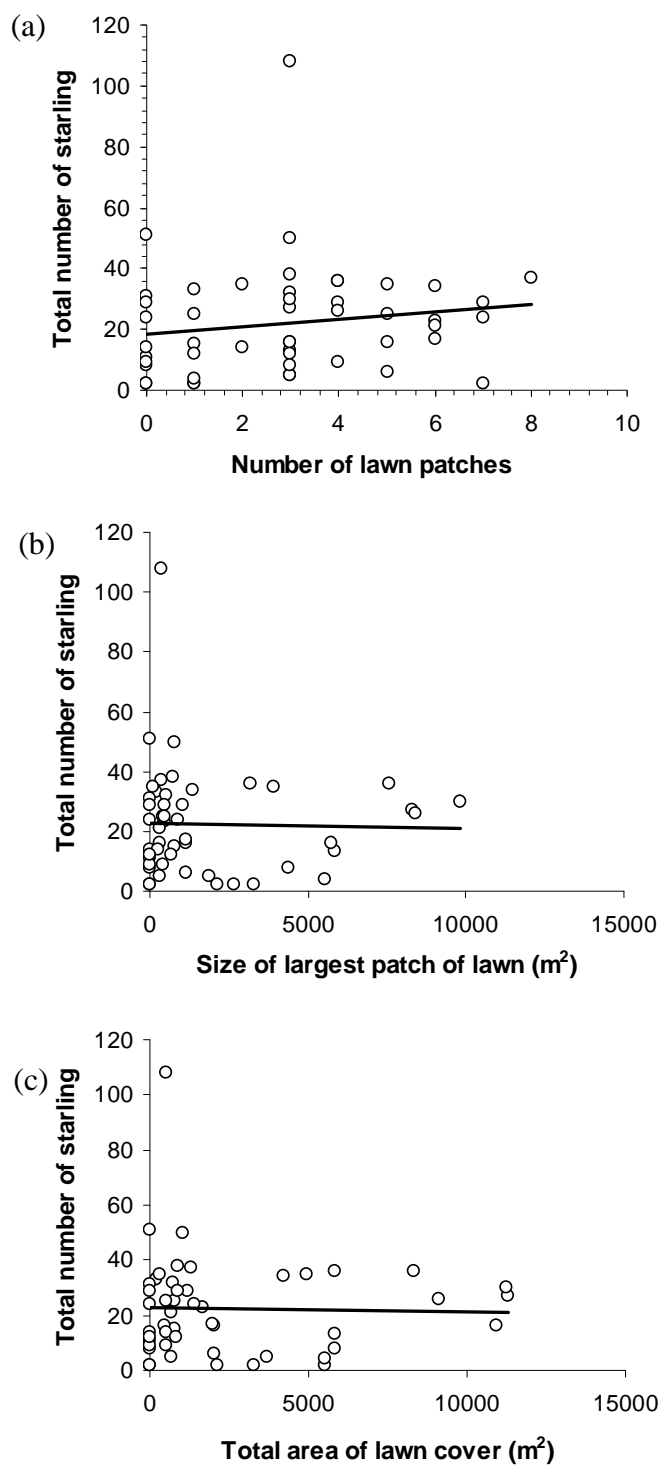 (a)
Total number of starling
120
100
80
60
40
20
0
0 2 4 6 8 10
Number of lawn patches
(b)
Total number of starling
120
100
80
60
40
20
0
0 5000 10000 15000
Size of largest patch of lawn (m²)
(c)
Total number of starling
120
100
80
60
40
20
0
0 5000 10000 15000
Total area of lawn cover (m²)